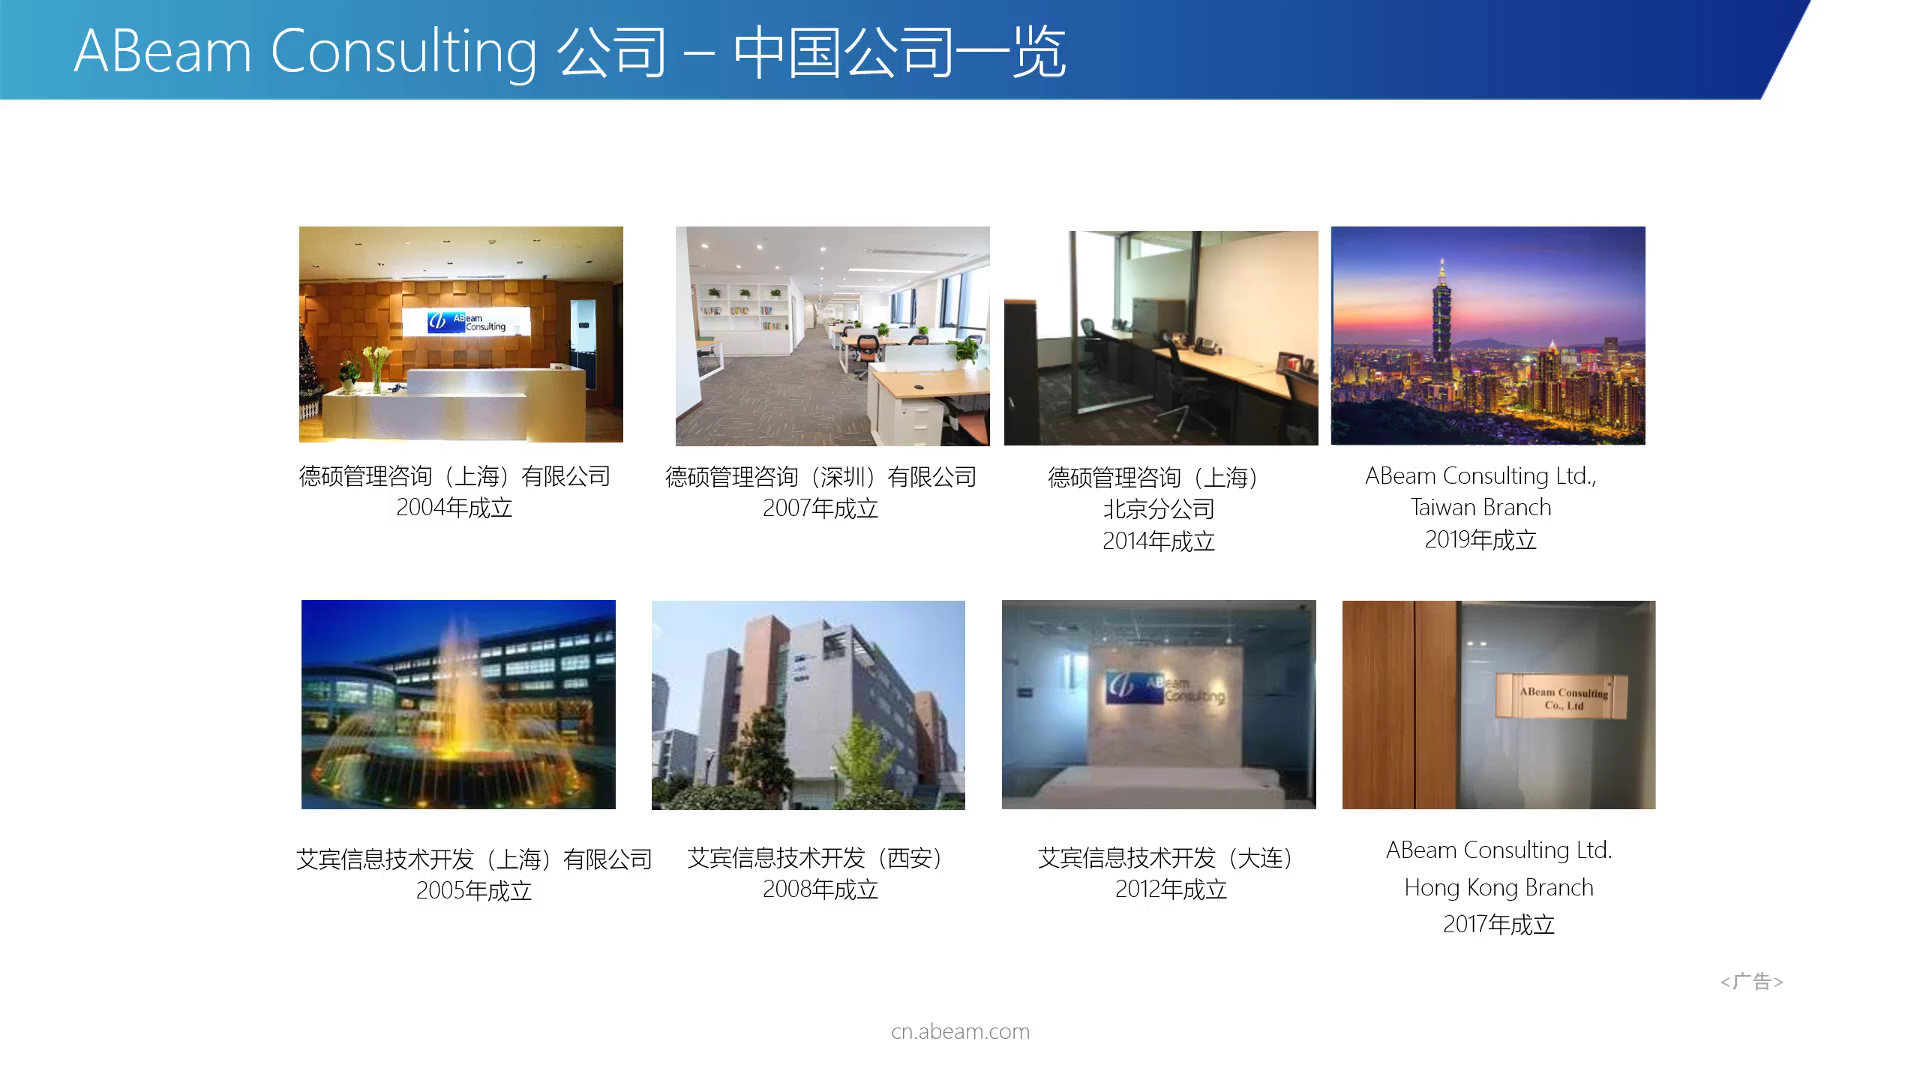 ABeam Consulting 公司 – 中国公司一览
ABeam
Consulting
德硕管理咨询（上海）有限公司
2004年成立
德硕管理咨询（深圳）有限公司
2007年成立
德硕管理咨询（上海）
北京分公司
2014年成立
ABeam Consulting Ltd.,
Taiwan Branch
2019年成立
ABeam
Consulting
ABeam Consulting
Co., Ltd
艾宾信息技术开发（上海）有限公司
2005年成立
艾宾信息技术开发（西安）
2008年成立
艾宾信息技术开发（大连）
2012年成立
ABeam Consulting Ltd.
Hong Kong Branch
2017年成立
<广告>
cn.abeam.com